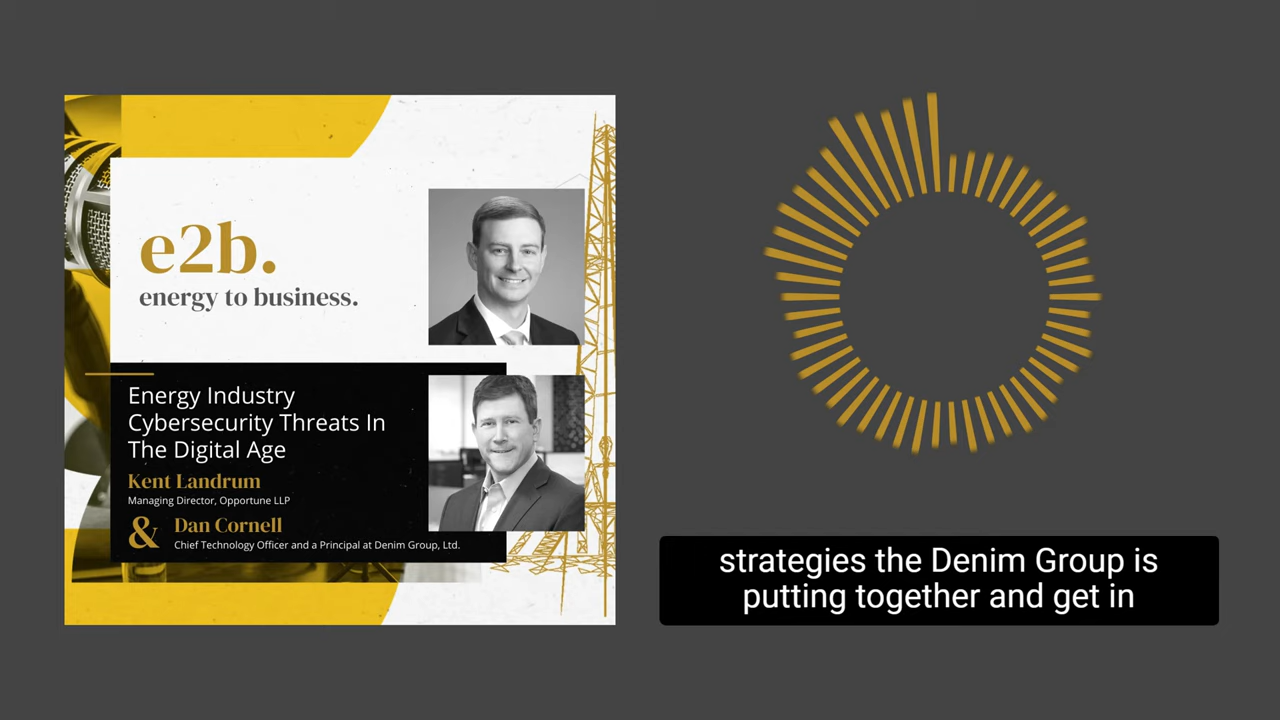 e2b.
energy to business.
Energy Industry
Cybersecurity Threats In
The Digital Age
Kent Landrum
Managing Director, Opportune LLP
& Dan Cornell
Chief Technology Officer and a Principal at Denim Group, Ltd.
strategies the Denim Group is
putting together and get in